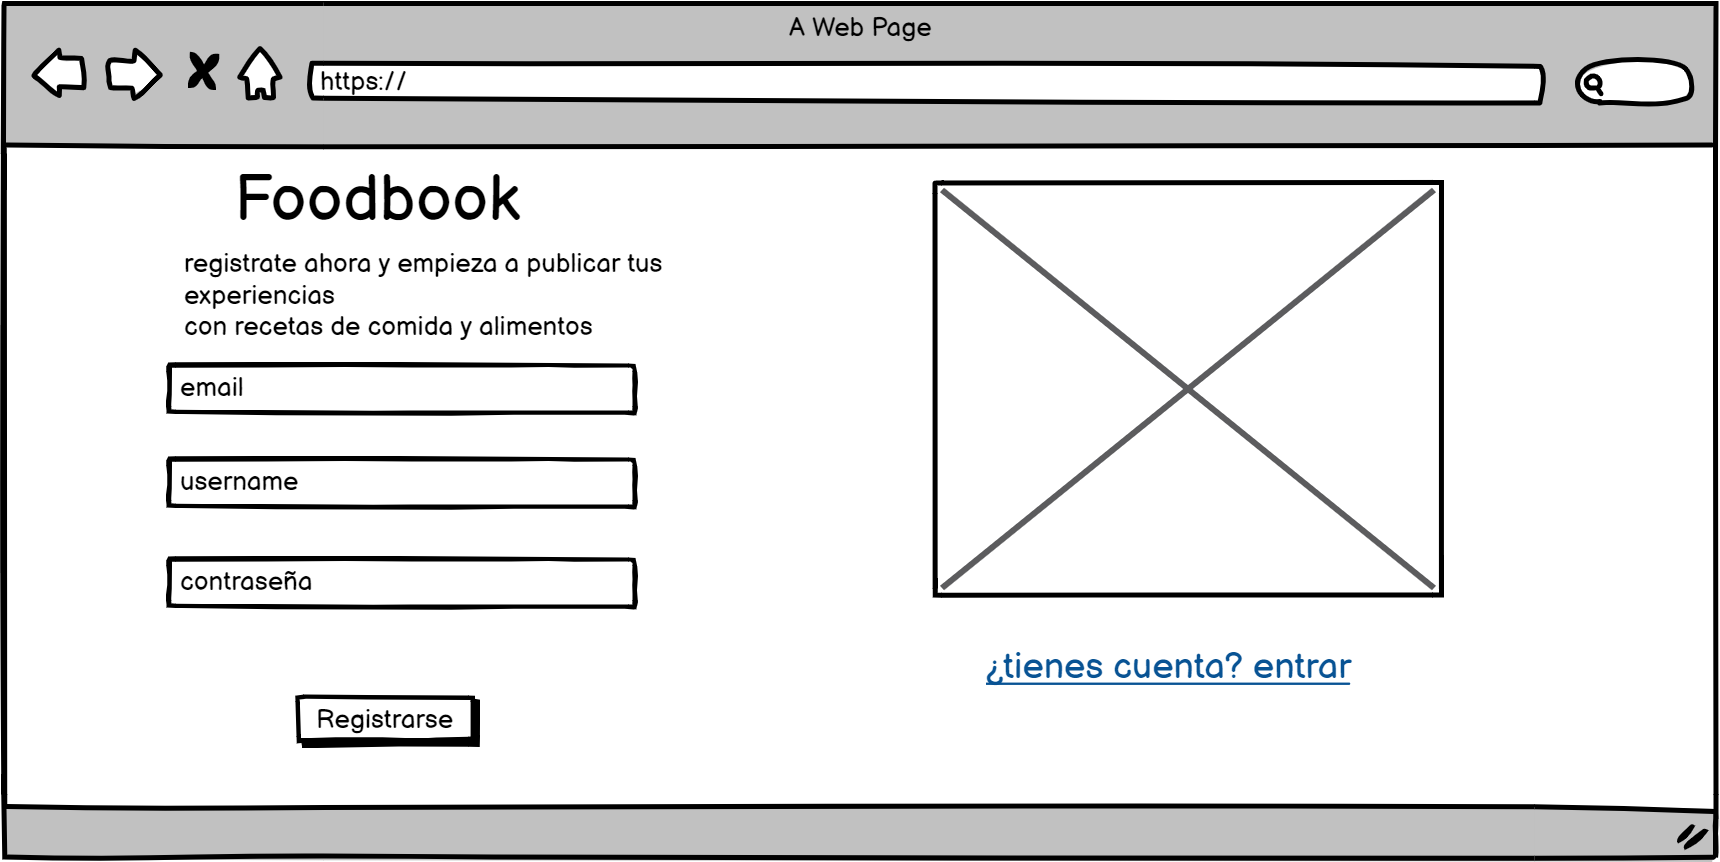 A Web Page
https://
Foodbook
registrate ahora y empieza a publicar tus
experiencias
con recetas de comida y alimentos
email
username
contraseña
¿tienes cuenta? entrar
Registrarse